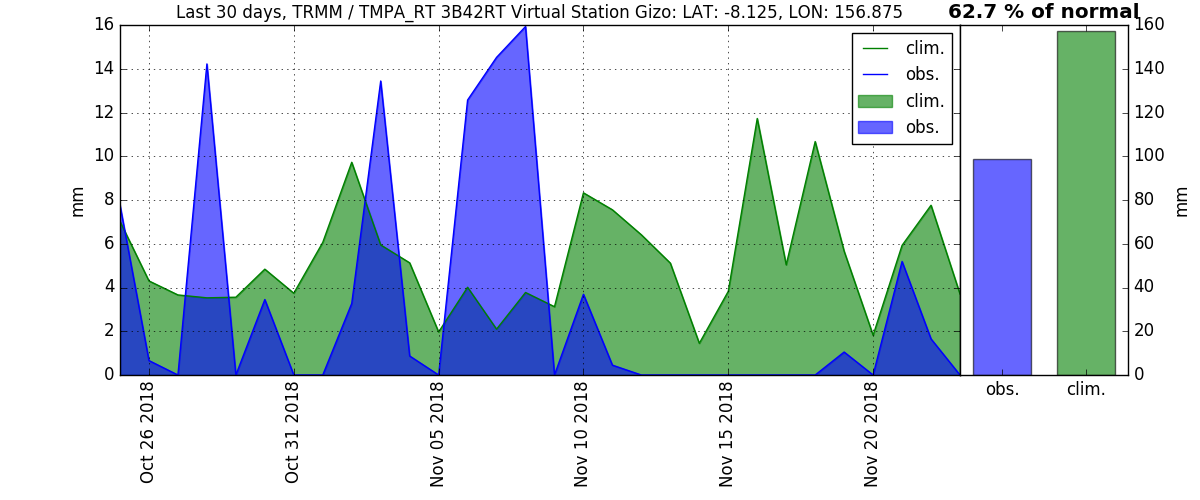 Last 30 days, TRMM / TMPA_RT 3B42RT Virtual Station Gizo: LAT: -8.125, LON: 156.875
62.7 % of normal
16
14
12
10
8
6
4
2
0
mm
clim.
obs.
clim.
obs.
160
140
120
100
80
60
40
20
0
mm
obs.
clim.
Oct 26 2018
Oct 31 2018
Nov 05 2018
Nov 10 2018
Nov 15 2018
Nov 20 2018